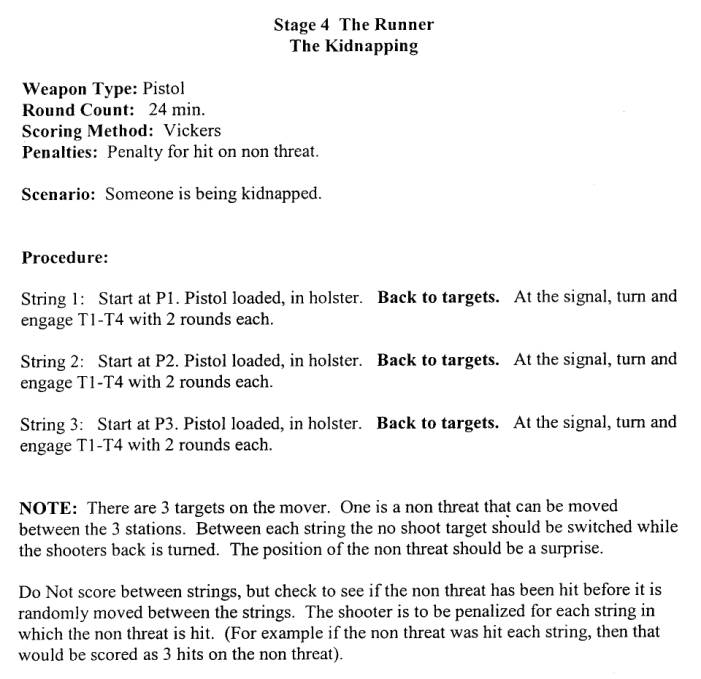 Stage 4 The Runner
The Kidnapping
Weapon Type: Pistol
Round Count: 24 min.
Scoring Method: Vickers
Penalties: Penalty for hit on non threat.
Scenario: Someone is being kidnapped.
Procedure:
String 1: Start at P1. Pistol loaded, in holster. Back to targets. At the signal, turn and
engage T1-T4 with 2 rounds each.
String 2: Start at P2. Pistol loaded, in holster. Back to targets. At the signal, turn and
engage T1-T4 with 2 rounds each.
String 3: Start at P3. Pistol loaded, in holster. Back to targets. At the signal, turn and
engage T1-T4 with 2 rounds each.
NOTE: There are 3 targets on the mover. One is a non threat that can be moved
between the 3 stations. Between each string the no shoot target should be switched while
the shooters back is turned. The position of the non threat should be a surprise.
Do Not score between strings, but check to see if the non threat has been hit before it is
randomly moved between the strings. The shooter is to be penalized for each string in
which the non threat is hit. (For example if the non threat was hit each string, then that
would be scored as 3 hits on the non threat).